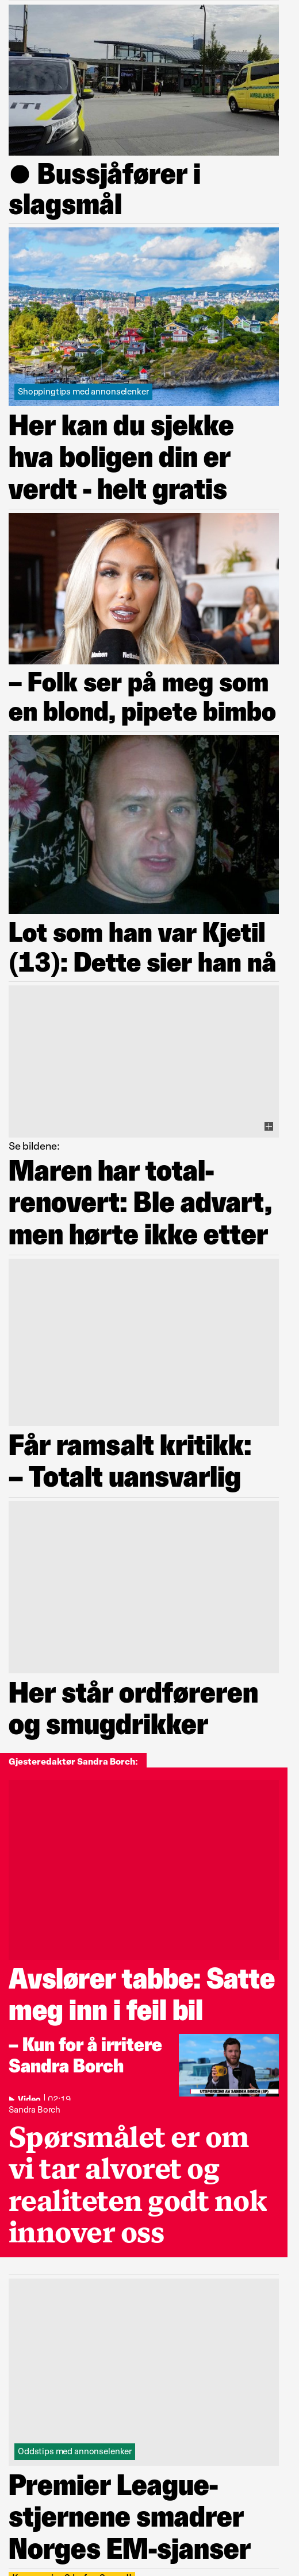 ● Bussjåfører i
slagsmål
Shoppingtips med annonselenker
Her kan du sjekke
hva boligen din er
verdt - helt gratis
– Folk ser på meg som
en blond, pipete bimbo
Lot som han var Kjetil
(13): Dette sier han nå
Se bildene:
Maren har total-
renovert: Ble advart,
men hørte ikke etter
Får ramsalt kritikk:
– Totalt uansvarlig
Her står ordføreren
og smugdrikker
Gjesteredaktør Sandra Borch:
Avslører tabbe: Satte
meg inn i feil bil
– Kun for å irritere
Sandra Borch
UTSPØRRING AV SANDRA BORCH (SP)
Video | 02:19
Sandra Borch
Spørsmålet er om
vi tar alvoret og
realiteten godt nok
innover oss
Oddstips med annonselenker
Premier League-
stjernene smadrer
Norges EM-sjanser